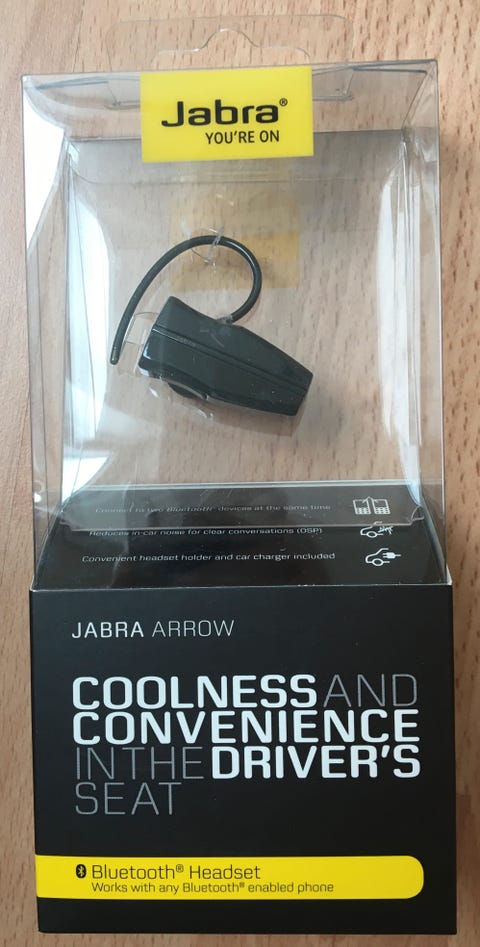 Jabra®
YOU'RE ON
Connect to two Bluetooth® devices at the same time
Reduces in-car noise for clear conversations (DSP)
Convenient headset holder and car charger included
JABRA ARROW
COOLNESS AND
CONVENIENCE
IN THE DRIVER'S
SEAT
Bluetooth® Headset
Works with any Bluetooth® enabled phone